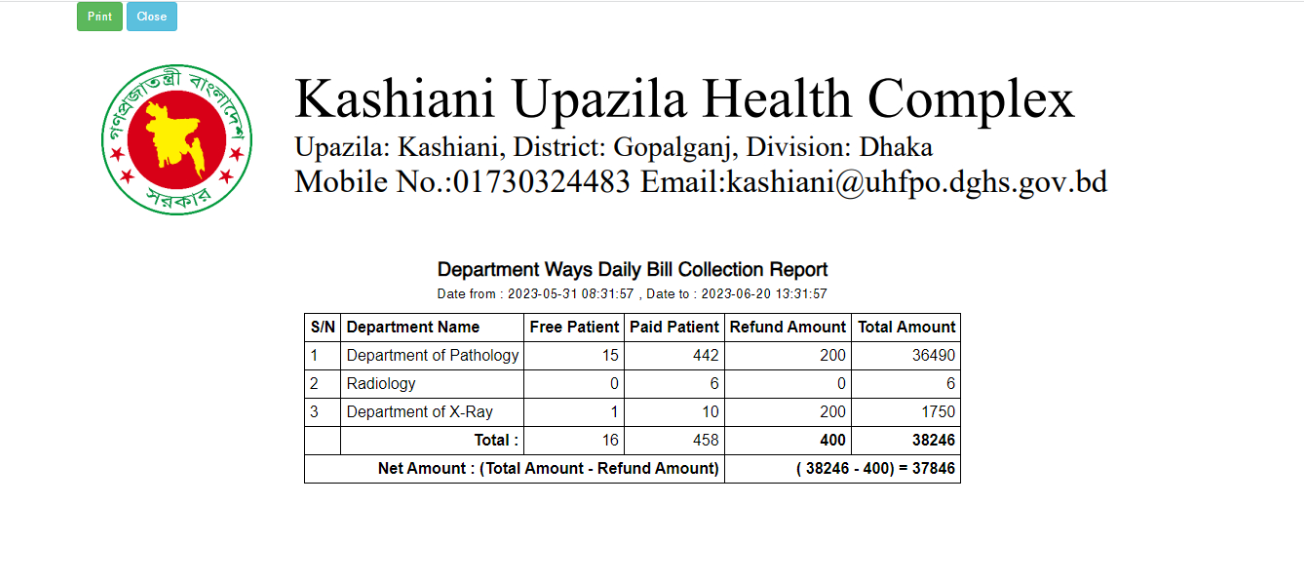 Print Close
গণপ্রজাতন্ত্রী বাংলাদেশ
সরকার
Kashiani Upazila Health Complex
Upazila: Kashiani, District: Gopalganj, Division: Dhaka
Mobile No.:01730324483 Email:kashiani@uhfpo.dghs.gov.bd
Department Ways Daily Bill Collection Report
Date from : 2023-05-31 08:31:57 , Date to : 2023-06-20 13:31:57
S/N Department Name Free Patient Paid Patient Refund Amount Total Amount
1 Department of Pathology 15 442 200 36490
2 Radiology 0 6 0 6
3 Department of X-Ray 1 10 200 1750
Total : 16 458 400 38246
Net Amount : (Total Amount - Refund Amount) ( 38246 - 400) = 37846